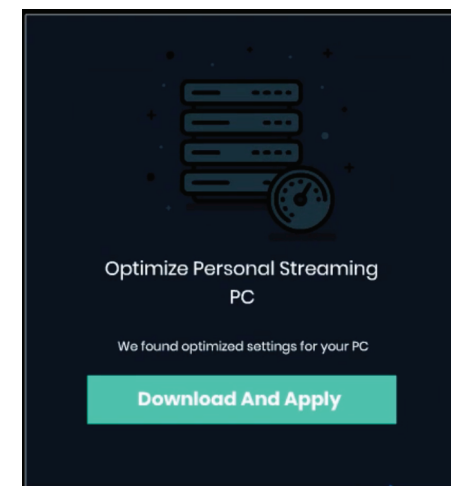 Optimize Personal Streaming
PC
We found optimized settings for your PC
Download And Apply